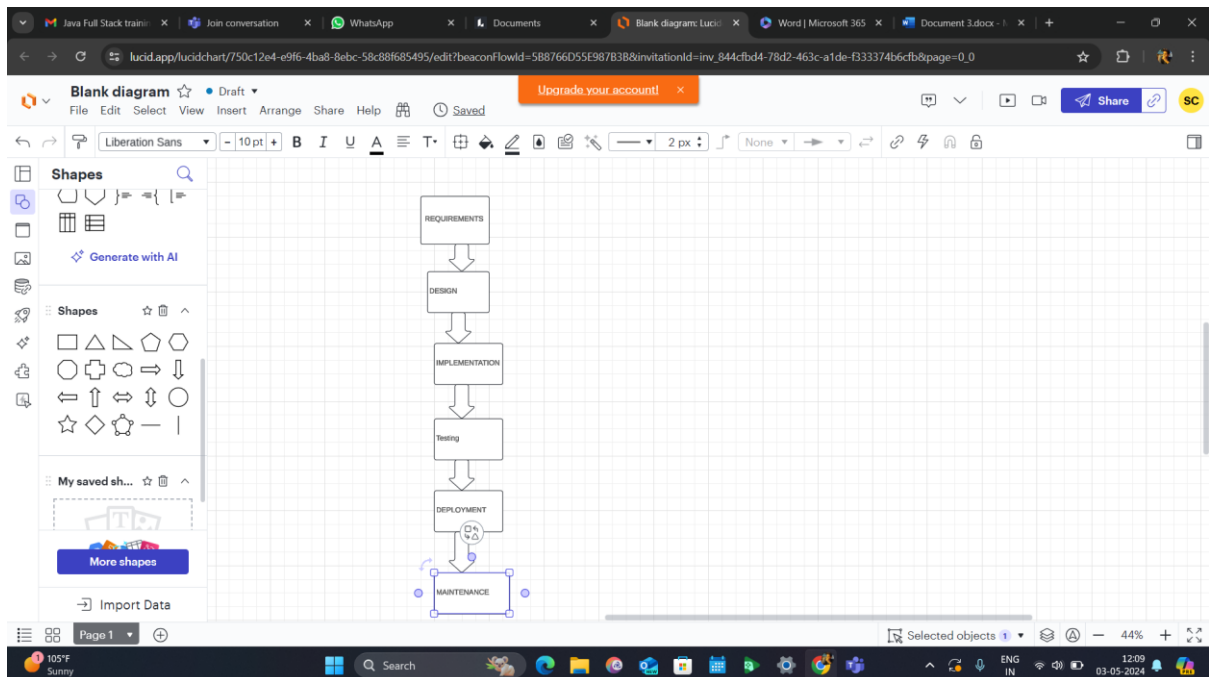 Java Full Stack trainin
Join conversation
WhatsApp
Documents
Blank diagram: Lucid
Word | Microsoft 365
Document 3.docx -
lucid.app/lucidchart/750c12e4-e9f6-4ba8-8ebc-58c88f685495/edit?beaconFlowId=5B8766D55E987B3B&invitationId=inv_844cfbd4-78d2-463c-a1de-f333374b6cfb&page=0_0
Blank diagram
Draft
Upgrade your account!
File Edit Select View Insert Arrange Share Help
Saved
Share
SC
Liberation Sans
- 10 pt +
B I U A
T
2 px
None
Shapes
Generate with AI
Shapes
My saved sh...
T
More shapes
Import Data
REQUIREMENTS
DESIGN
IMPLEMENTATION
Testing
DEPLOYMENT
MAINTENANCE
Page 1
Selected objects 1
44%
1
105°F
Sunny
Search
ENG
IN
12:09
03-05-2024